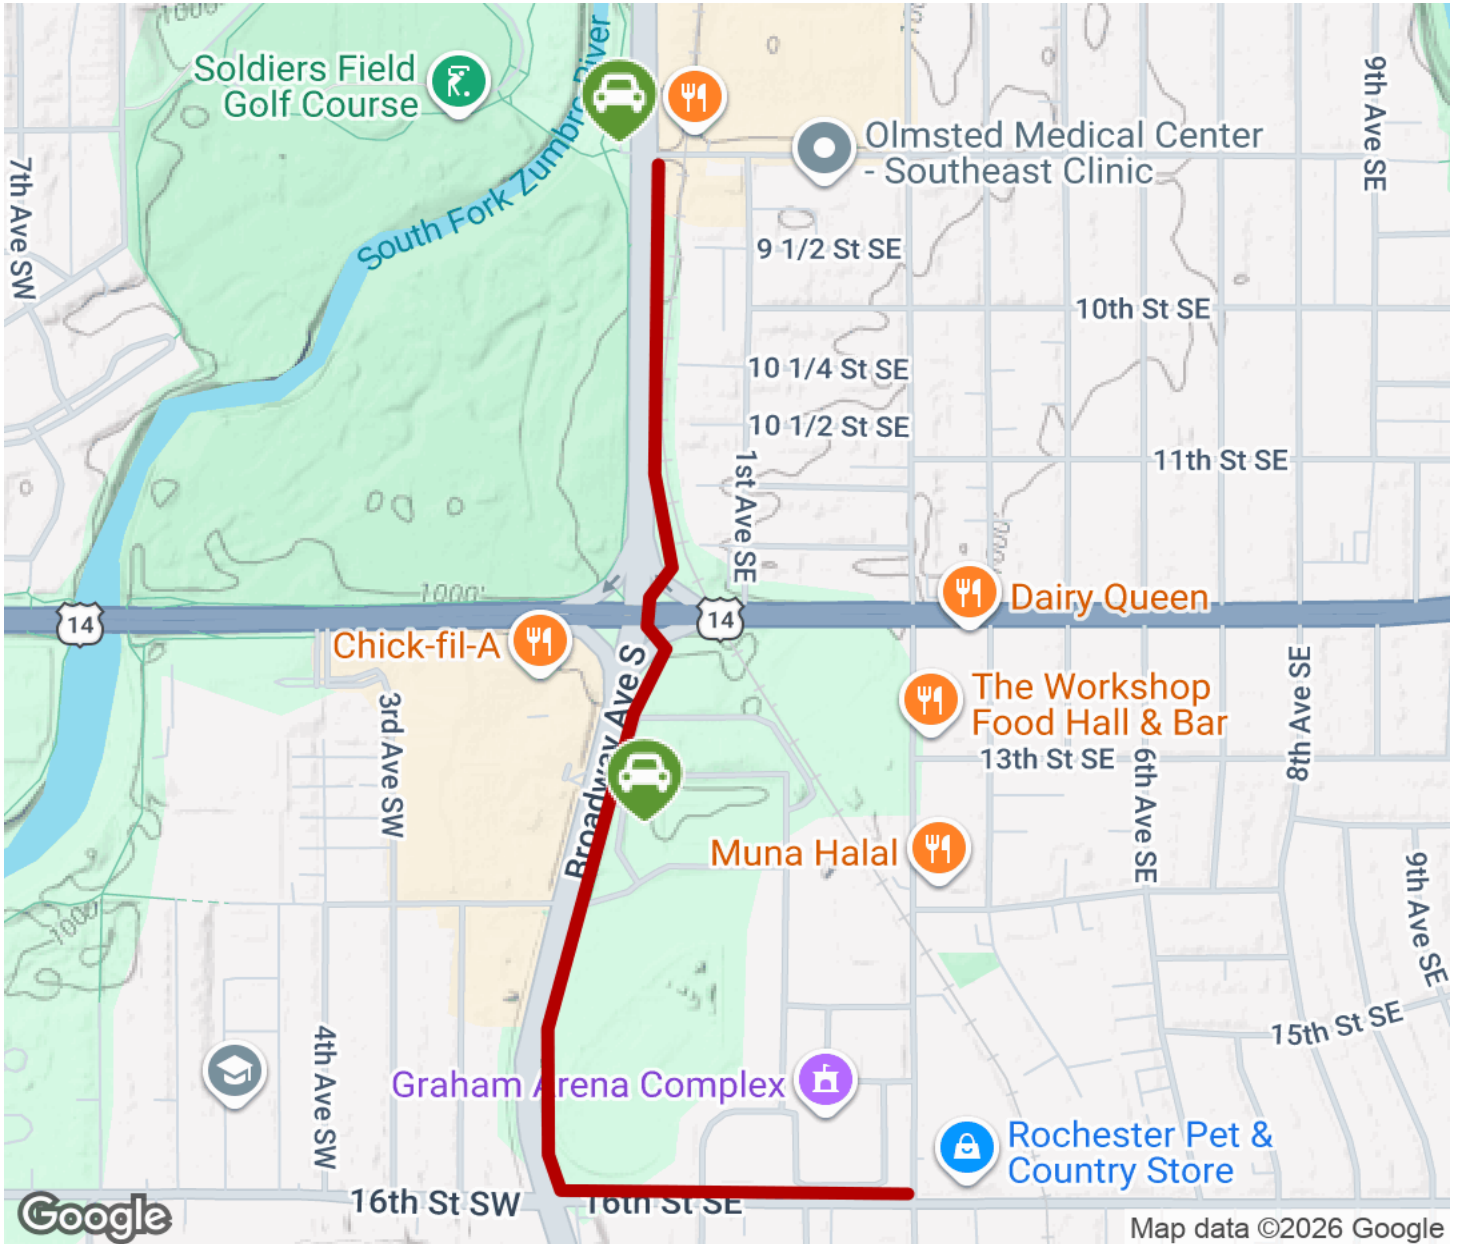 1000'
Soldiers Field
Golf Course
South Fork Zumbro River
9th Ave SE
Olmsted Medical Center
- Southeast Clinic
7th Ave SW
9 1/2 St SE
10th St SE
10 1/4 St SE
10 1/2 St SE
11th St SE
1st Ave SE
1000'
14
14
Dairy Queen
Chick-fil-A
Broadway Ave S
The Workshop
Food Hall & Bar
8th Ave SE
3rd Ave SW
13th St SE
6th Ave SE
Muna Halal
9th Ave SE
1000'
15th St SE
4th Ave SW
Graham Arena Complex
Rochester Pet &
Country Store
16th St SW
16th St SE
Google
Map data ©2026 Google